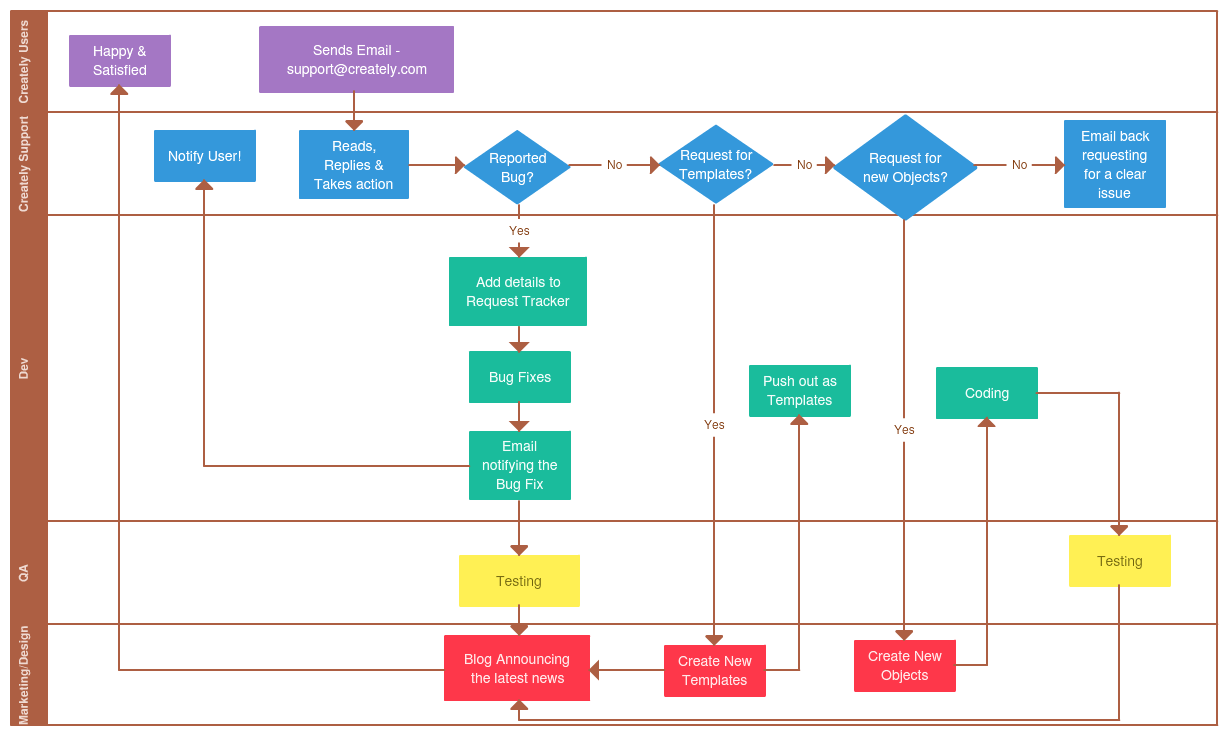 Creately Users
Happy &
Satisfied
Sends Email -
support@creately.com
Creately Support
Notify User!
Reads,
Replies &
Takes action
Reported
Bug?
No
Request for
Templates?
No
Request for
new Objects?
No
Email back
requesting
for a clear
issue
Dev
Yes
Add details to
Request Tracker
Bug Fixes
Email
notifying the
Bug Fix
Yes
Push out as
Templates
Yes
Coding
QA
Testing
Testing
Marketing/Design
Blog Announcing
the latest news
Create New
Templates
Create New
Objects